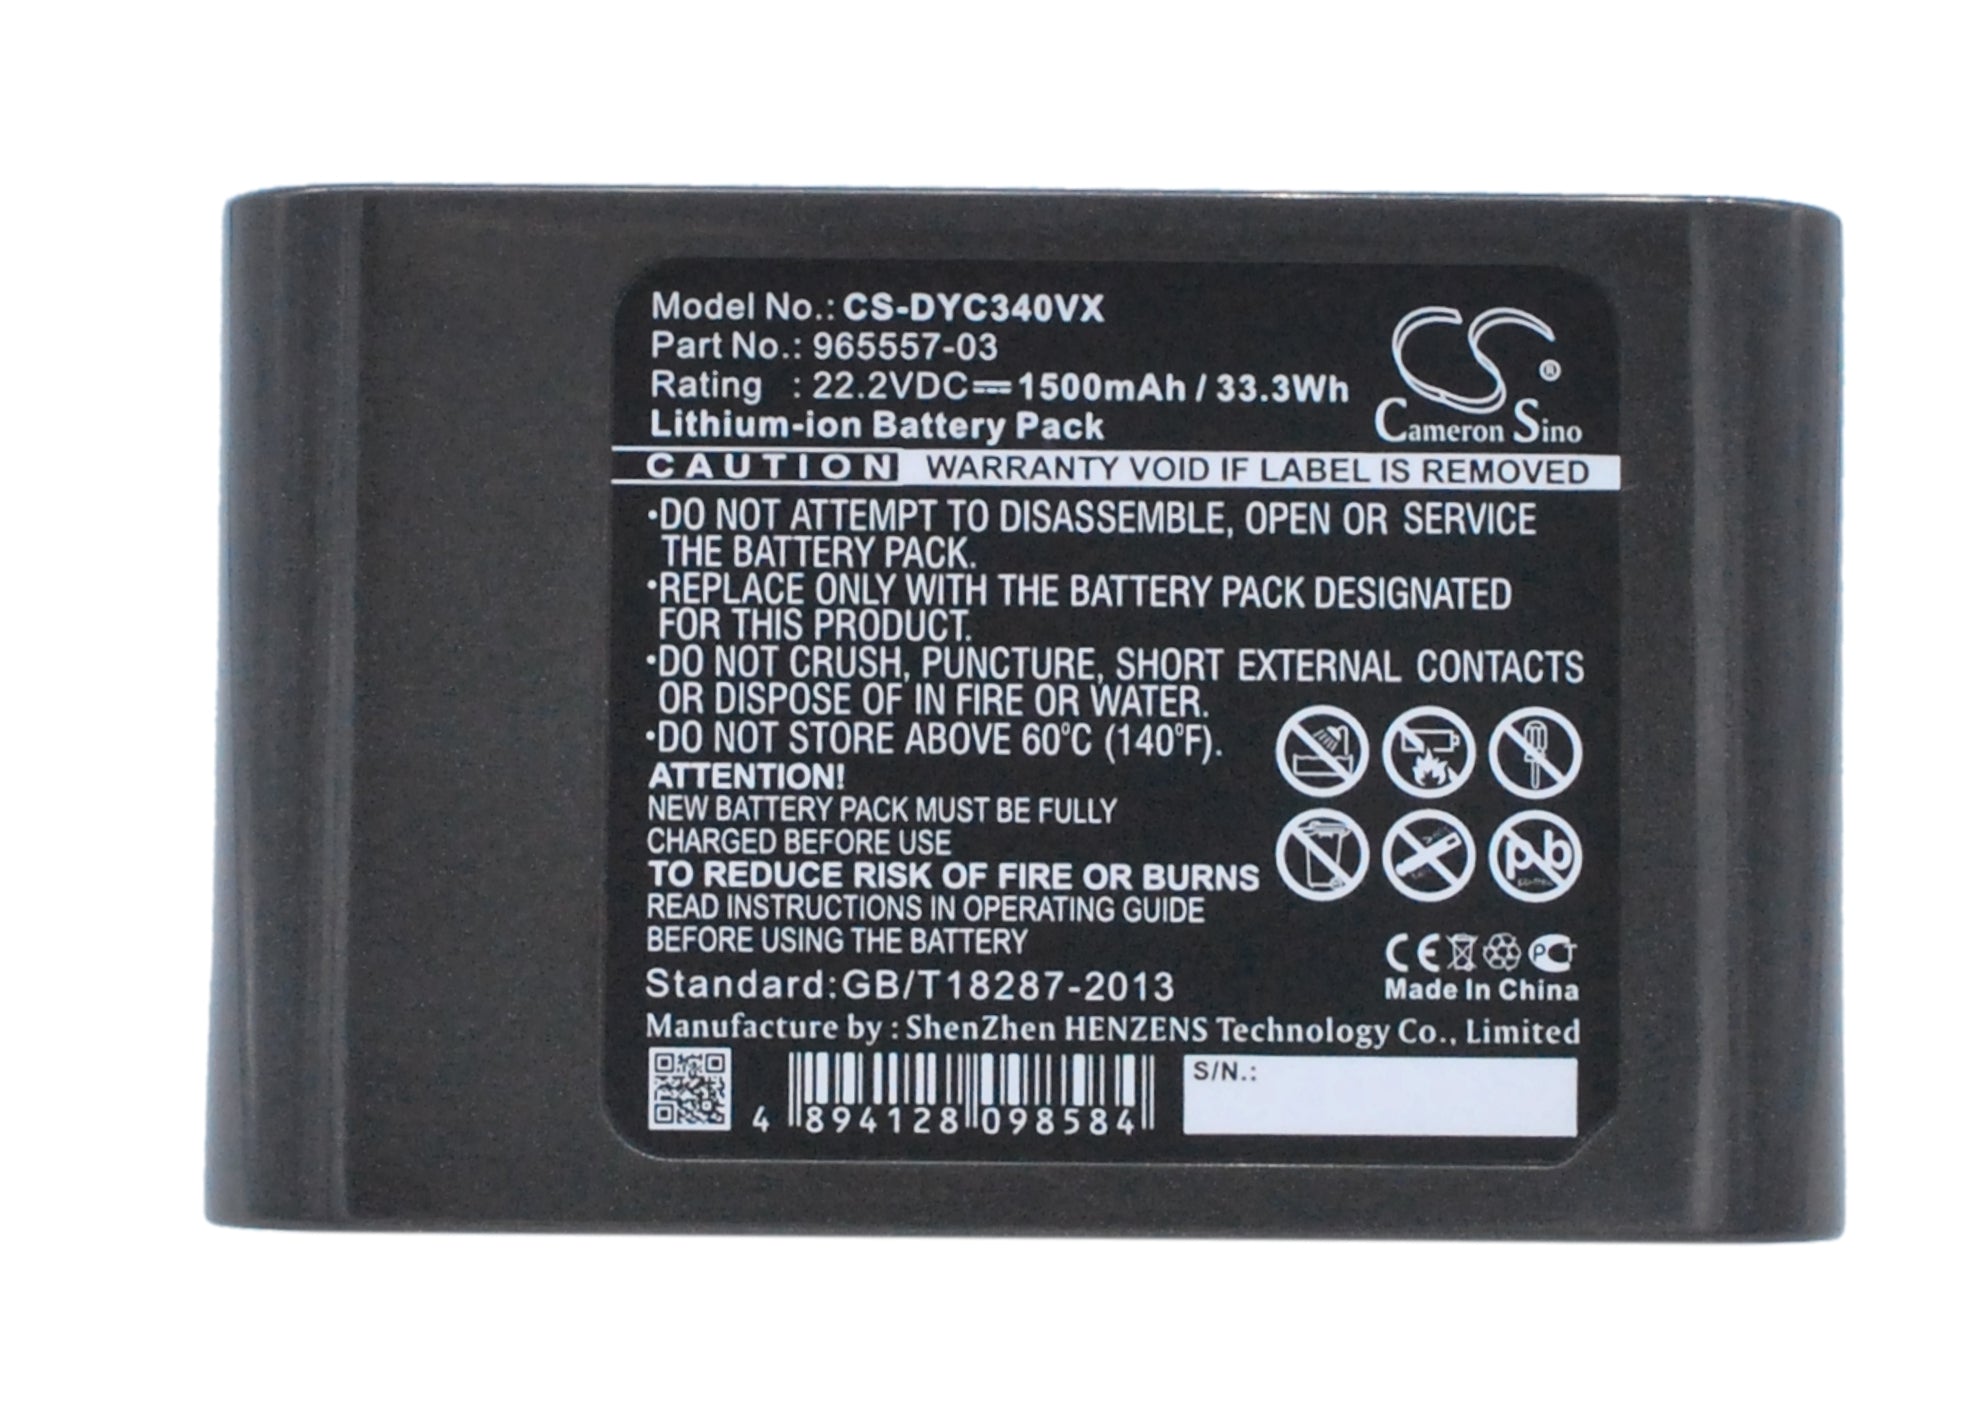 Model No.: CS-DYC340VX
Part No.: 965557-03
Rating : 22.2VDC⎓1500mAh / 33.3Wh
Lithium-ion Battery Pack
CS®
Cameron Sino
CAUTION WARRANTY VOID IF LABEL IS REMOVED
•DO NOT ATTEMPT TO DISASSEMBLE, OPEN OR SERVICE
THE BATTERY PACK.
•REPLACE ONLY WITH THE BATTERY PACK DESIGNATED
FOR THIS PRODUCT.
•DO NOT CRUSH, PUNCTURE, SHORT EXTERNAL CONTACTS
OR DISPOSE OF IN FIRE OR WATER.
•DO NOT STORE ABOVE 60°C (140°F).
ATTENTION!
NEW BATTERY PACK MUST BE FULLY
CHARGED BEFORE USE
TO REDUCE RISK OF FIRE OR BURNS
READ INSTRUCTIONS IN OPERATING GUIDE
BEFORE USING THE BATTERY
Pb
CE PCT
Standard:GB/T18287-2013
Made In China
Manufacture by : ShenZhen HENZENS Technology Co., Limited
4 894128 098584
S/N.: